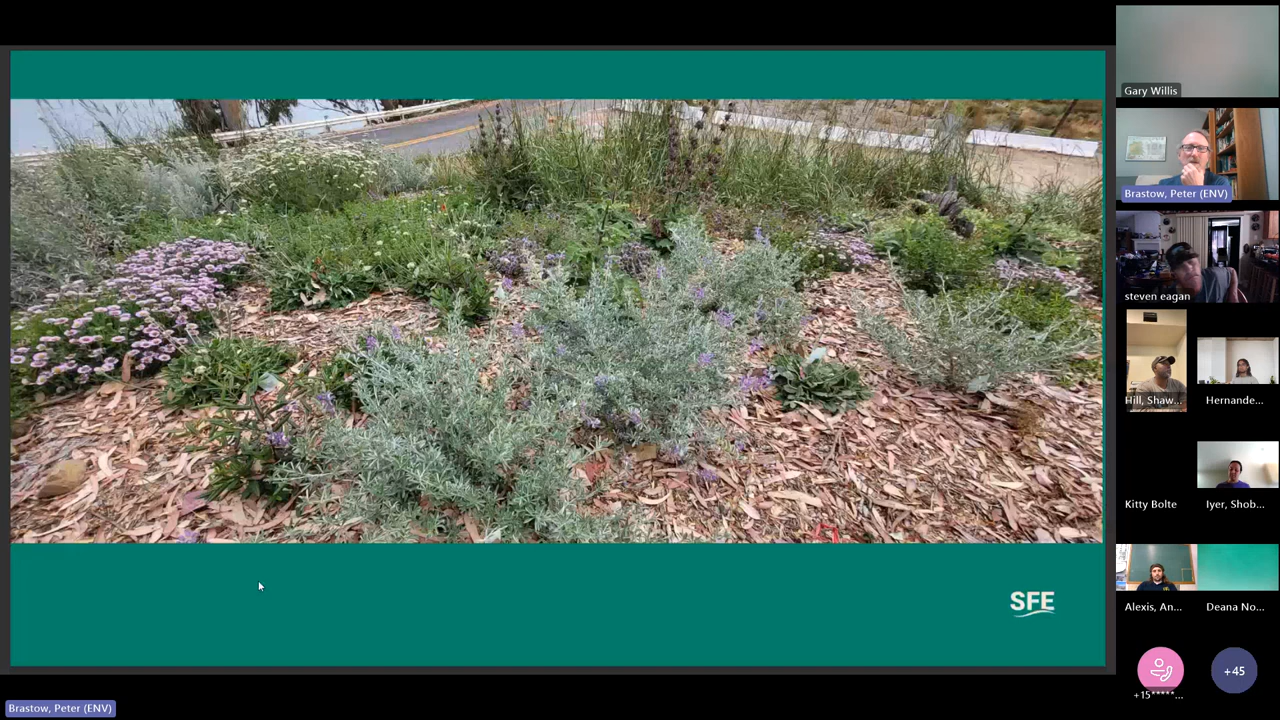 Gary Willis
Brastow, Peter (ENV)
steven eagan
Hill, Shaw...
Hernande...
Kitty Bolte
Iyer, Shob...
SFE
Alexis, An...
Deana No...
+15*****...
+45
Brastow, Peter (ENV)